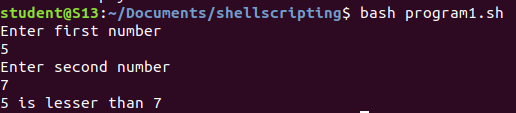 student@S13:~/Documents/shellscripting$ bash program1.sh
Enter first number
5
Enter second number
7
5 is lesser than 7